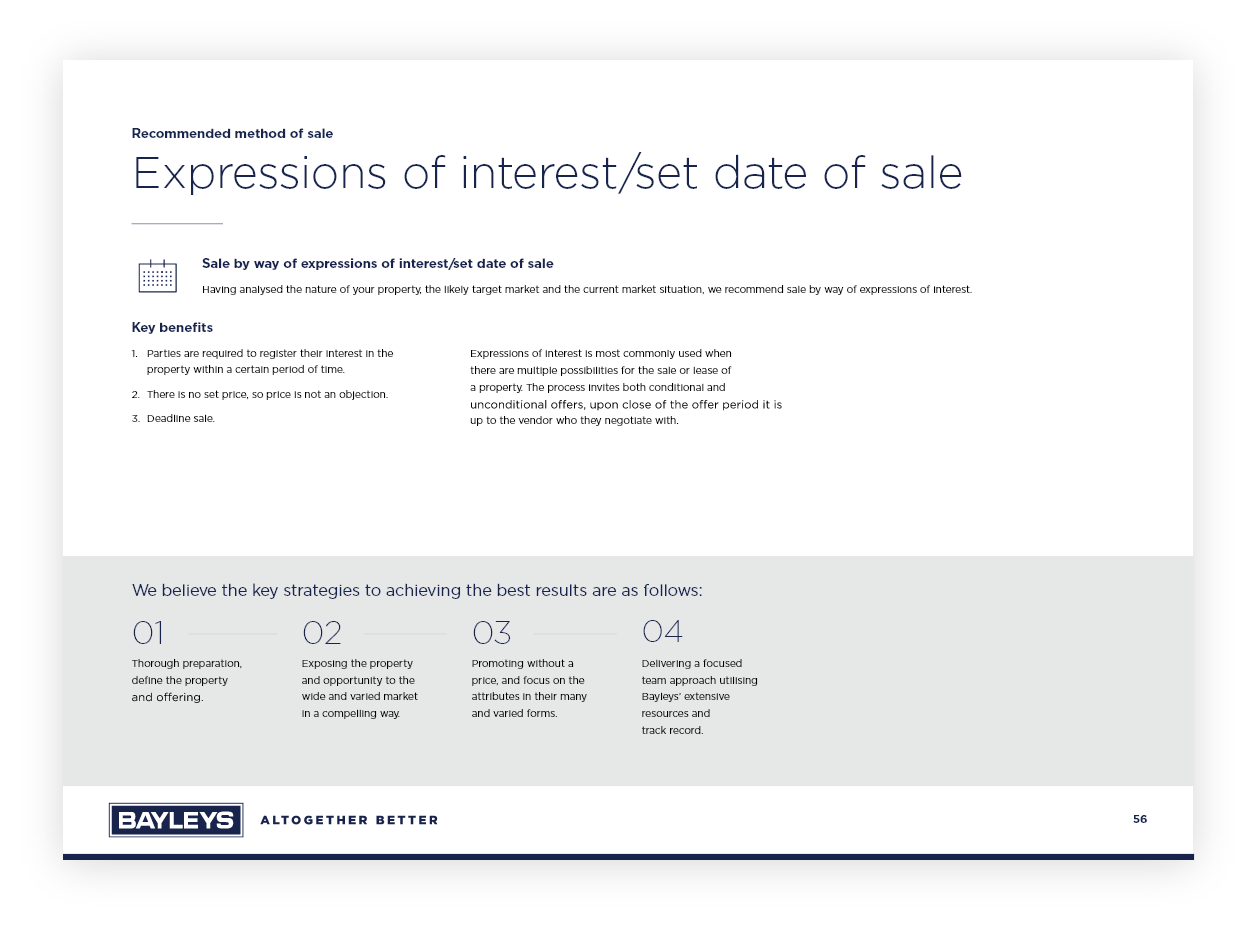 Recommended method of sale
Expressions of interest/set date of sale
Sale by way of expressions of interest/set date of sale
Having analysed the nature of your property, the likely target market and the current market situation, we recommend sale by way of expressions of interest.
Key benefits
1. Parties are required to register their interest in the
property within a certain period of time.
2. There is no set price, so price is not an objection.
3. Deadline sale.
Expressions of interest is most commonly used when
there are multiple possibilities for the sale or lease of
a property. The process invites both conditional and
unconditional offers, upon close of the offer period it is
up to the vendor who they negotiate with.
We believe the key strategies to achieving the best results are as follows:
01
Thorough preparation,
define the property
and offering.
02
Exposing the property
and opportunity to the
wide and varied market
in a compelling way.
03
Promoting without a
price, and focus on the
attributes in their many
and varied forms.
04
Delivering a focused
team approach utilising
Bayleys' extensive
resources and
track record.
BAYLEYS
ALTOGETHER BETTER
56